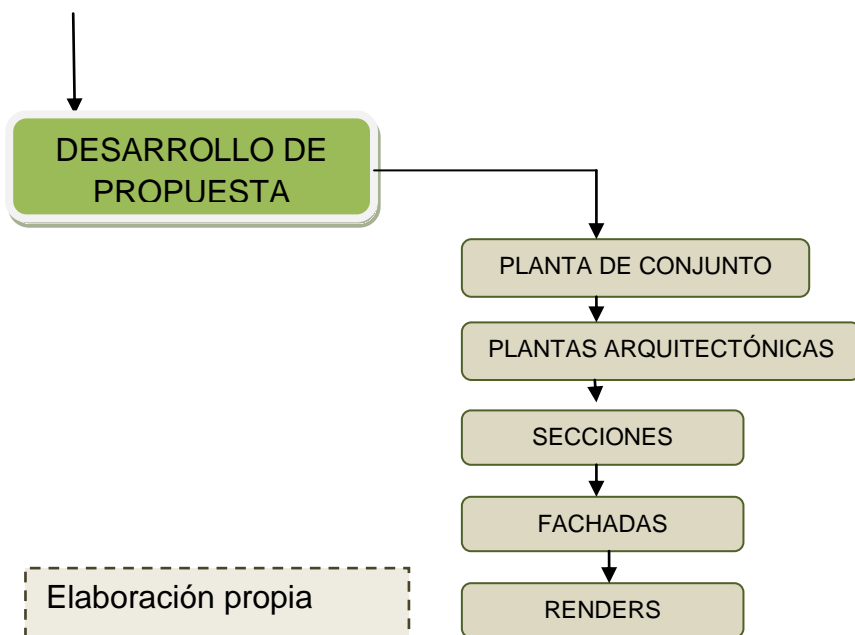 DESARROLLO DE
PROPUESTA
PLANTA DE CONJUNTO
PLANTAS ARQUITECTÓNICAS
SECCIONES
FACHADAS
RENDERS
Elaboración propia